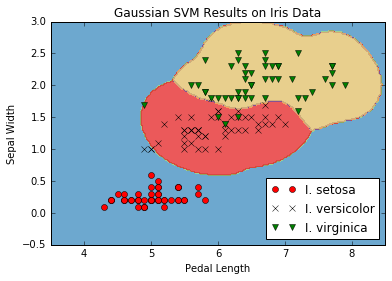 Gaussian SVM Results on Iris Data
3.0
2.5
2.0
1.5
1.0
0.5
0.0
−0.5
Sepal Width
I. setosa
I. versicolor
I. virginica
4 5 6 7 8
Pedal Length